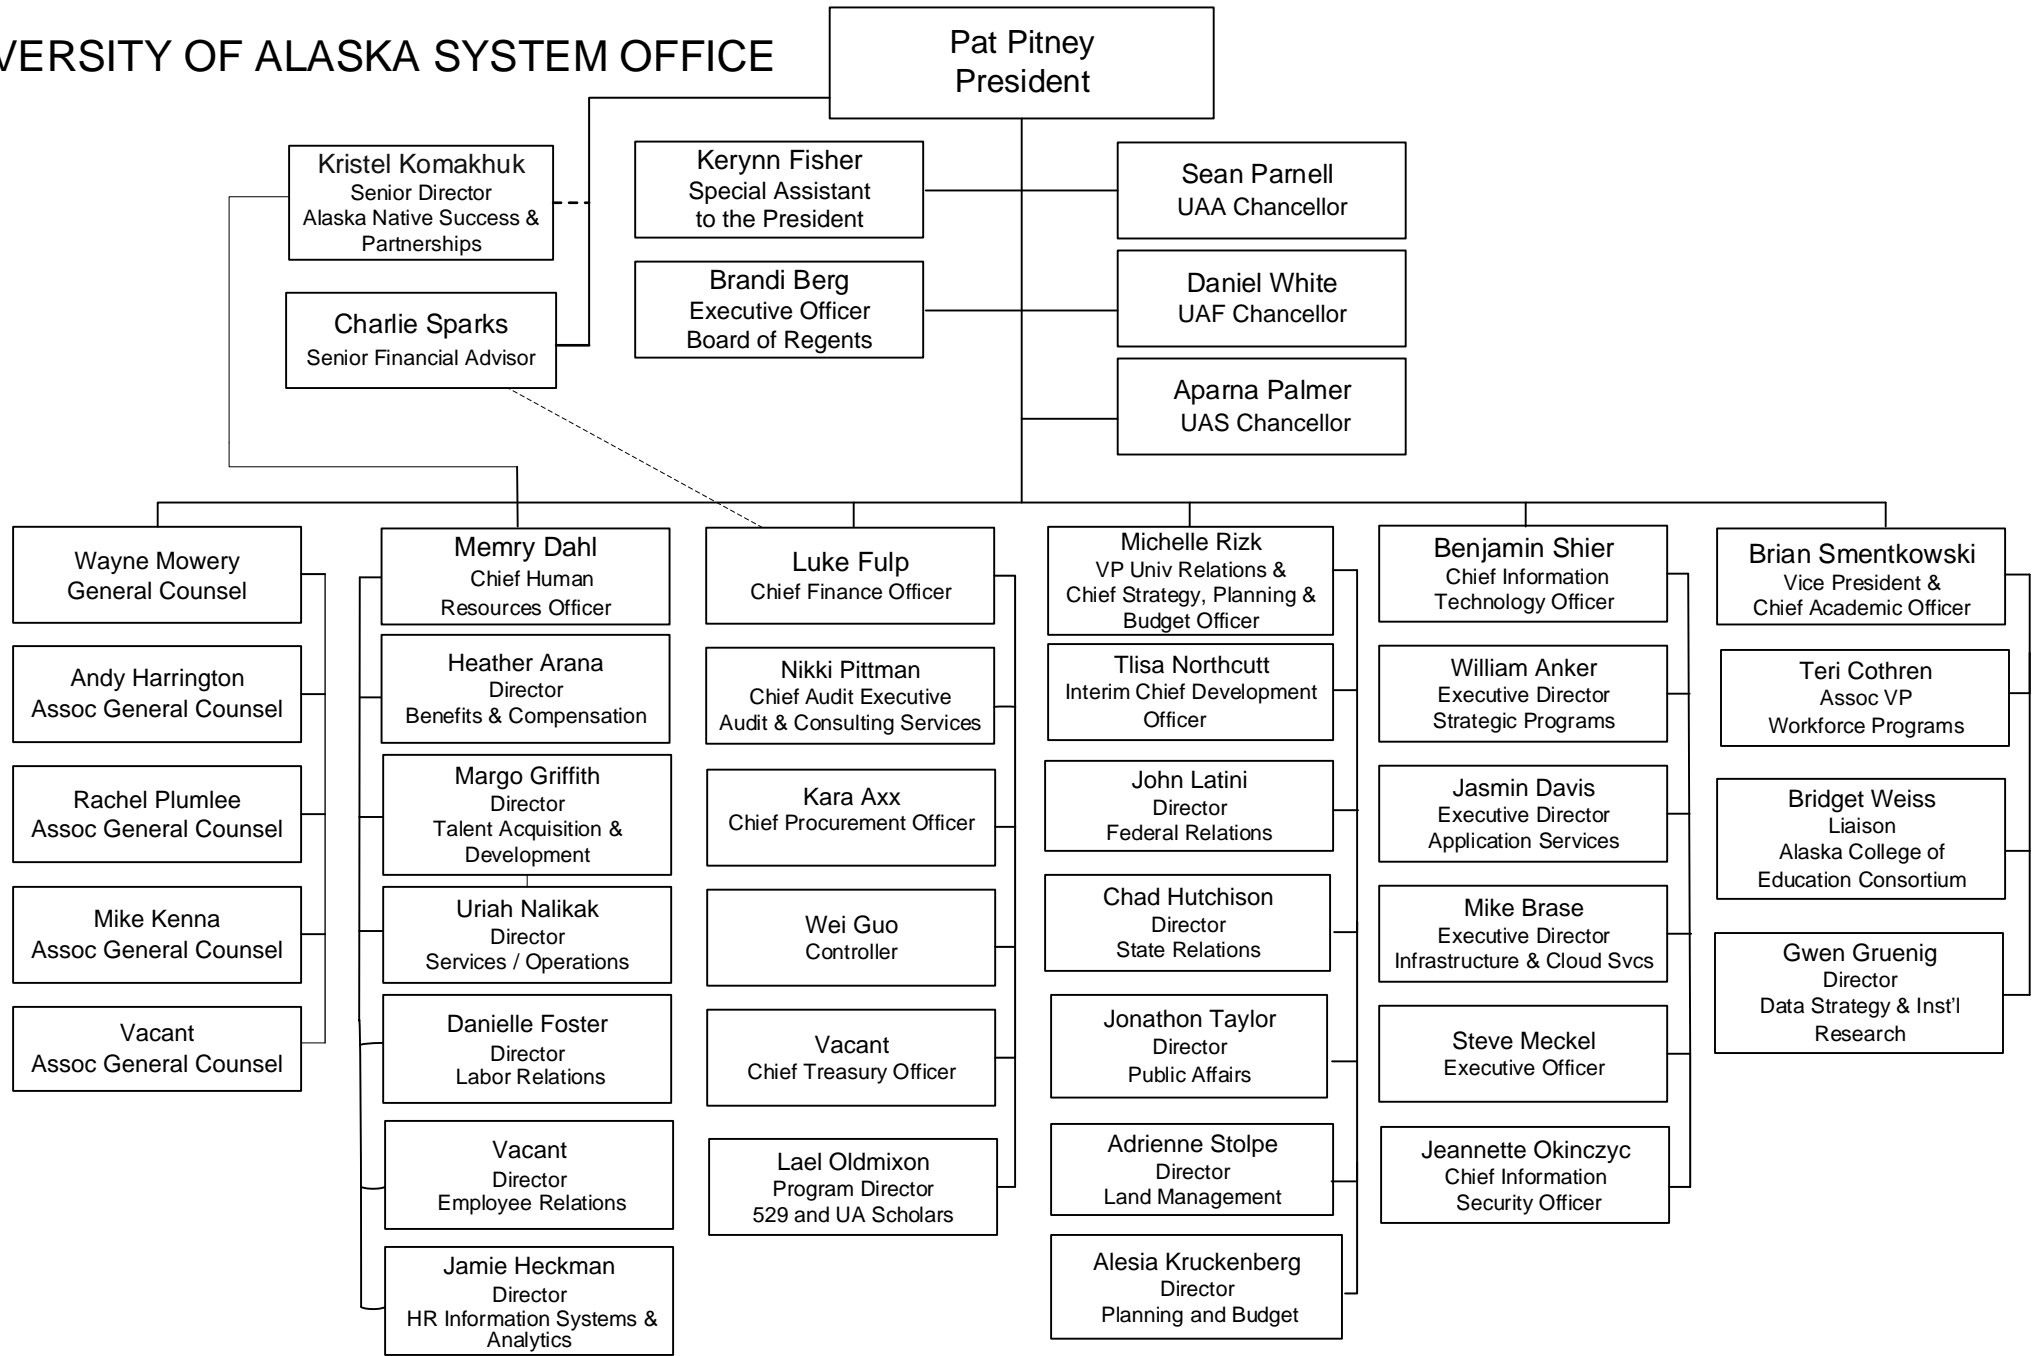 VERSITY OF ALASKA SYSTEM OFFICE
Pat Pitney
President
Kristel Komakhuk
Senior Director
Alaska Native Success &
Partnerships
Charlie Sparks
Senior Financial Advisor
Kerynn Fisher
Special Assistant
to the President
Brandi Berg
Executive Officer
Board of Regents
Sean Parnell
UAA Chancellor
Daniel White
UAF Chancellor
Aparna Palmer
UAS Chancellor
Wayne Mowery
General Counsel
Andy Harrington
Assoc General Counsel
Rachel Plumlee
Assoc General Counsel
Mike Kenna
Assoc General Counsel
Vacant
Assoc General Counsel
Memry Dahl
Chief Human
Resources Officer
Heather Arana
Director
Benefits & Compensation
Margo Griffith
Director
Talent Acquisition &
Development
Uriah Nalikak
Director
Services / Operations
Danielle Foster
Director
Labor Relations
Vacant
Director
Employee Relations
Jamie Heckman
Director
HR Information Systems &
Analytics
Luke Fulp
Chief Finance Officer
Nikki Pittman
Chief Audit Executive
Audit & Consulting Services
Kara Axx
Chief Procurement Officer
Wei Guo
Controller
Vacant
Chief Treasury Officer
Lael Oldmixon
Program Director
529 and UA Scholars
Michelle Rizk
VP Univ Relations &
Chief Strategy, Planning &
Budget Officer
Tlisa Northcutt
Interim Chief Development
Officer
John Latini
Director
Federal Relations
Chad Hutchison
Director
State Relations
Jonathon Taylor
Director
Public Affairs
Adrienne Stolpe
Director
Land Management
Alesia Kruckenberg
Director
Planning and Budget
Benjamin Shier
Chief Information
Technology Officer
William Anker
Executive Director
Strategic Programs
Jasmin Davis
Executive Director
Application Services
Mike Brase
Executive Director
Infrastructure & Cloud Svcs
Steve Meckel
Executive Officer
Jeannette Okinczyc
Chief Information
Security Officer
Brian Smentkowski
Vice President &
Chief Academic Officer
Teri Cothren
Assoc VP
Workforce Programs
Bridget Weiss
Liaison
Alaska College of
Education Consortium
Gwen Gruenig
Director
Data Strategy & Inst'l
Research